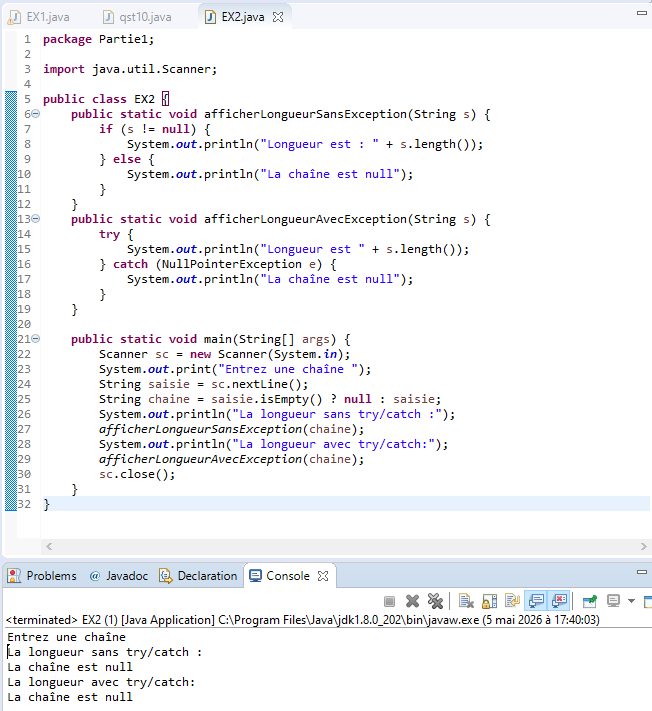 EX1.java qst10.java EX2.java
1 package Partie1;
2
3 import java.util.Scanner;
4
5 public class EX2 {
6 public static void afficherLongueurSansException(String s) {
7 if (s != null) {
8 System.out.println("Longueur est : " + s.length());
9 } else {
10 System.out.println("La chaîne est null");
11 }
12 }
13 public static void afficherLongueurAvecException(String s) {
14 try {
15 System.out.println("Longueur est " + s.length());
16 } catch (NullPointerException e) {
17 System.out.println("La chaîne est null");
18 }
19 }
20
21 public static void main(String[] args) {
22 Scanner sc = new Scanner(System.in);
23 System.out.print("Entrez une chaîne ");
24 String saisie = sc.nextLine();
25 String chaine = saisie.isEmpty() ? null : saisie;
26 System.out.println("La longueur sans try/catch :");
27 afficherLongueurSansException(chaine);
28 System.out.println("La longueur avec try/catch:");
29 afficherLongueurAvecException(chaine);
30 sc.close();
31 }
32 }
Problems @ Javadoc Declaration Console
<terminated> EX2 (1) [Java Application] C:\Program Files\Java\jdk1.8.0_202\bin\javaw.exe (5 mai 2026 à 17:40:03)
Entrez une chaîne
La longueur sans try/catch :
La chaîne est null
La longueur avec try/catch:
La chaîne est null